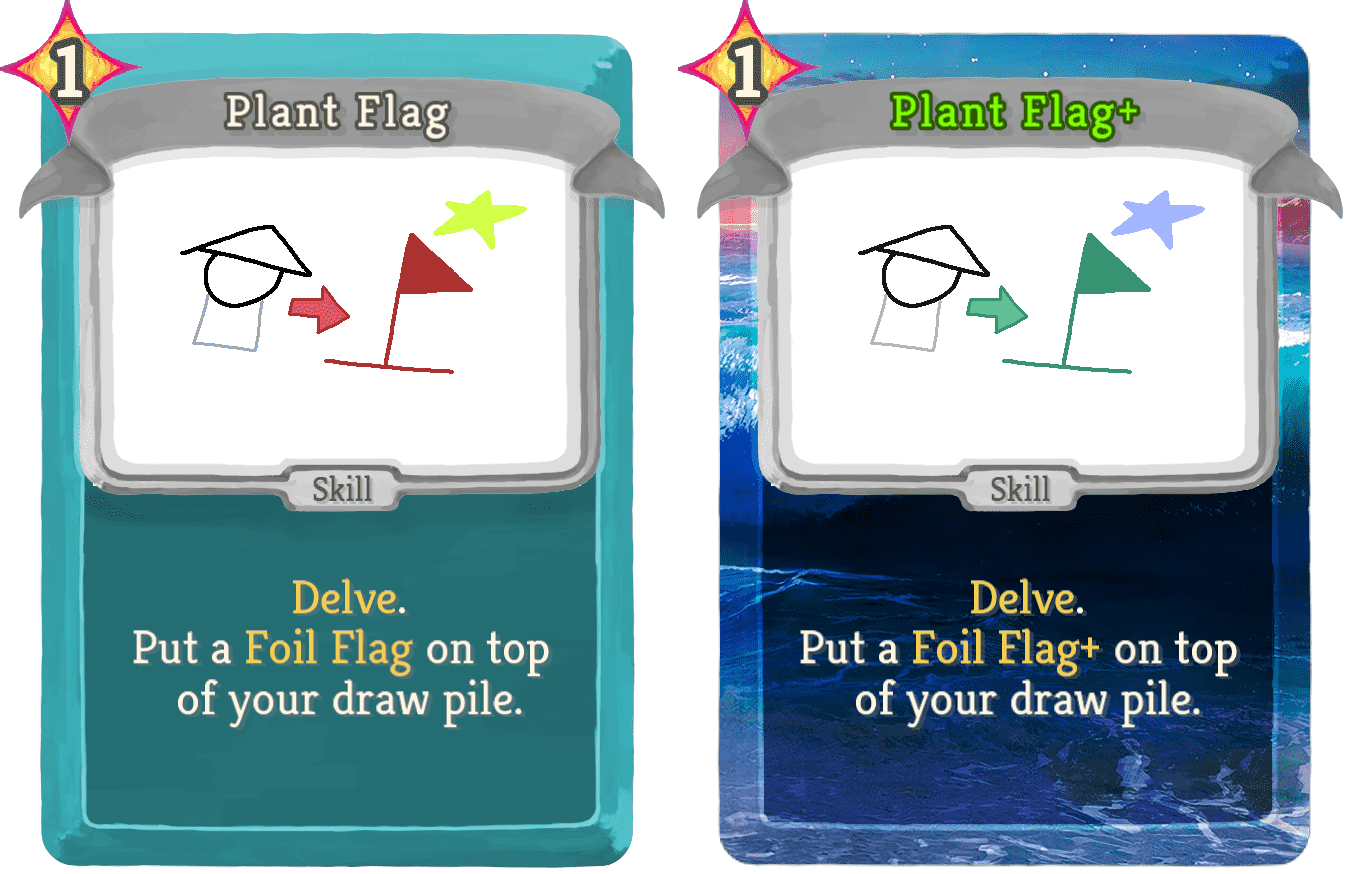 1
Plant Flag
Skill
Delve.
Put a Foil Flag on top
of your draw pile.
1
Plant Flag+
Skill
Delve.
Put a Foil Flag+ on top
of your draw pile.